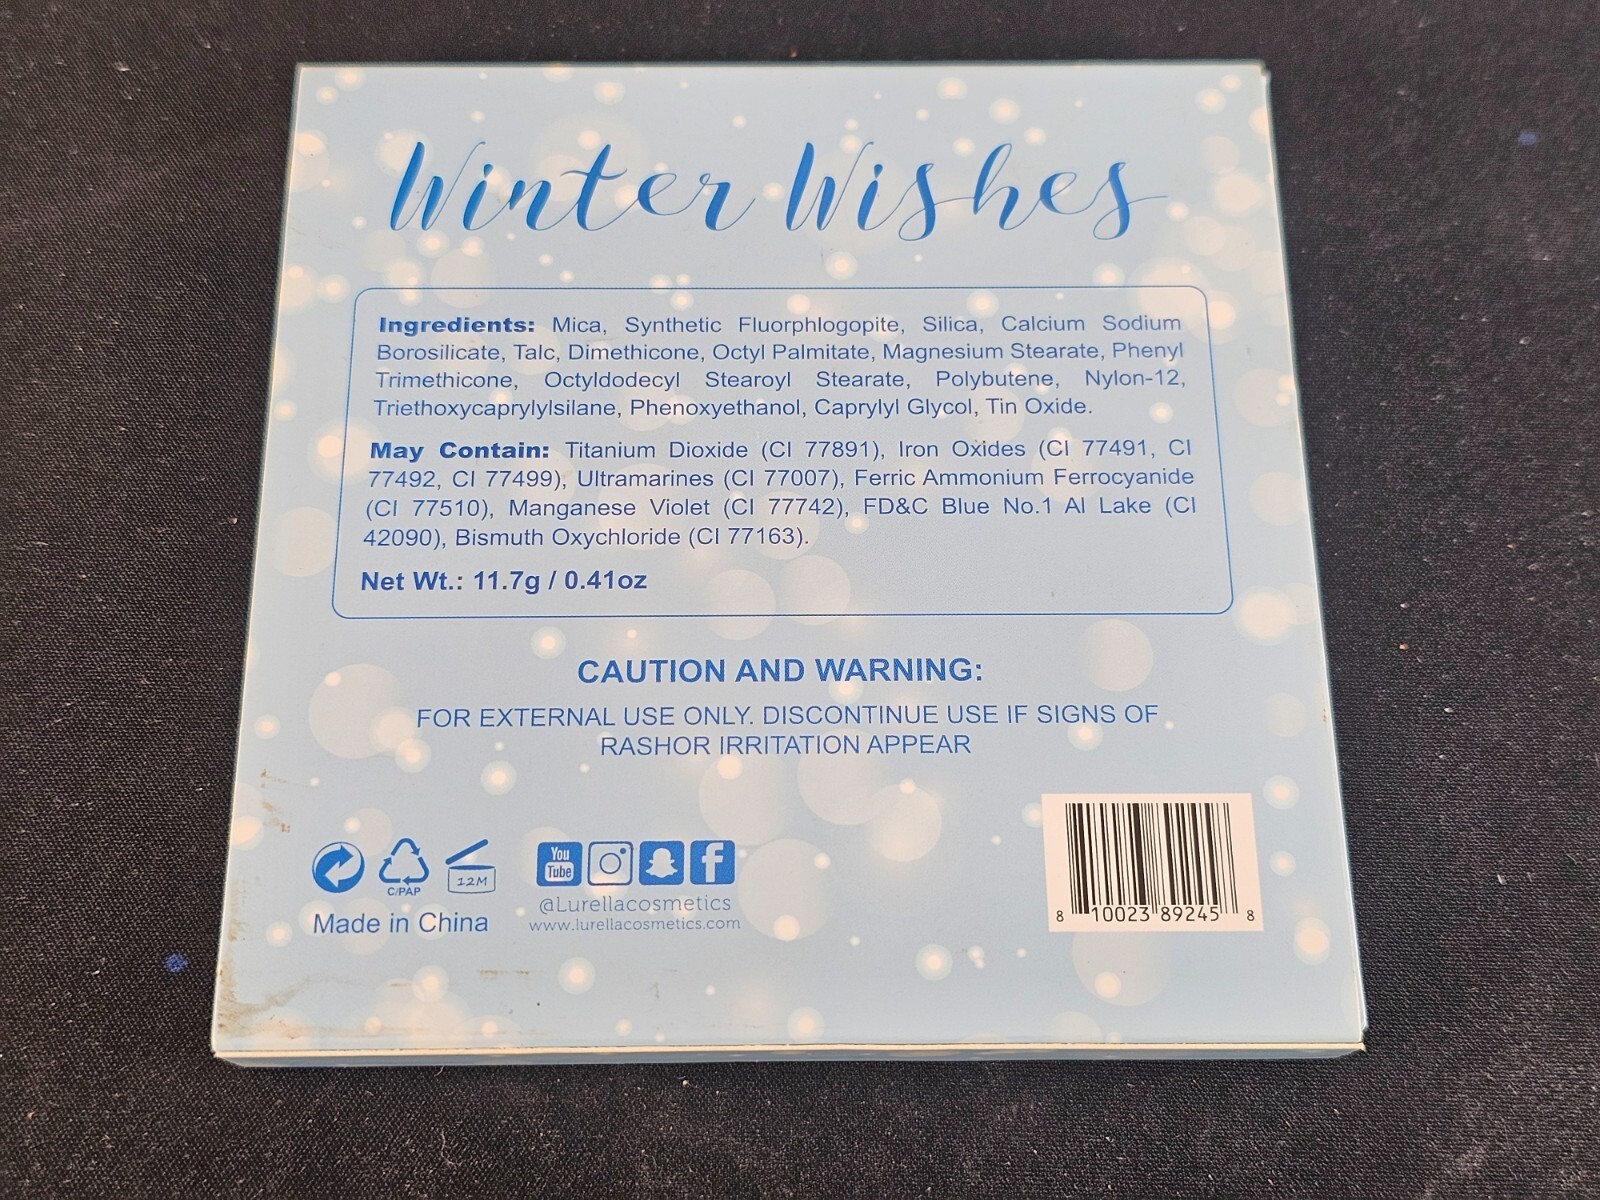 Winter Wishes
Ingredients: Mica, Synthetic Fluorphlogopite, Silica, Calcium Sodium
Borosilicate, Talc, Dimethicone, Octyl Palmitate, Magnesium Stearate, Phenyl
Trimethicone, Octyldodecyl Stearoyl Stearate, Polybutene, Nylon-12,
Triethoxycaprylylsilane, Phenoxyethanol, Caprylyl Glycol, Tin Oxide.
May Contain: Titanium Dioxide (CI 77891), Iron Oxides (CI 77491, CI
77492, CI 77499), Ultramarines (CI 77007), Ferric Ammonium Ferrocyanide
(CI 77510), Manganese Violet (CI 77742), FD&C Blue No.1 Al Lake (CI
42090), Bismuth Oxychloride (CI 77163).
Net Wt.: 11.7g / 0.41oz
CAUTION AND WARNING:
FOR EXTERNAL USE ONLY. DISCONTINUE USE IF SIGNS OF
RASHOR IRRITATION APPEAR
C/PAP
12M
You
Tube
f
@Lurellacosmetics
Made in China
www.lurellacosmetics.com
8 10023 89245 8